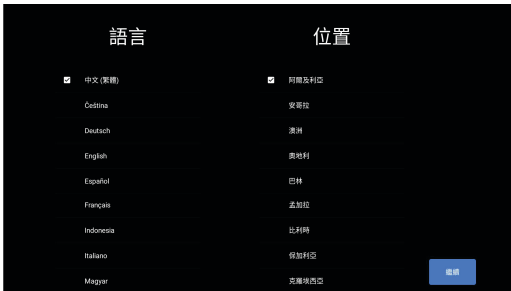 語言
中文 (繁體)
Čeština
Deutsch
English
Español
Français
Indonesia
Italiano
Magyar
位置
阿爾及利亞
安哥拉
澳洲
奧地利
巴林
孟加拉
比利時
保加利亞
克羅埃西亞
繼續